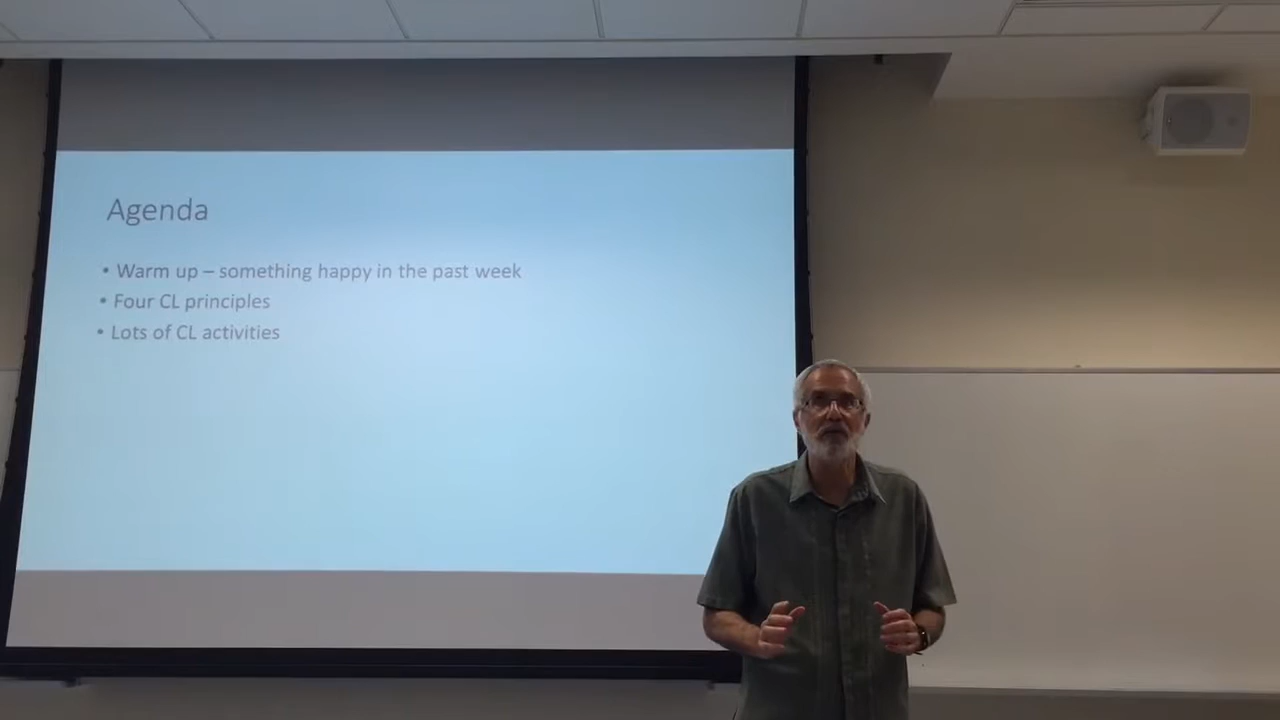 Agenda
• Warm up – something happy in the past week
• Four CL principles
• Lots of CL activities